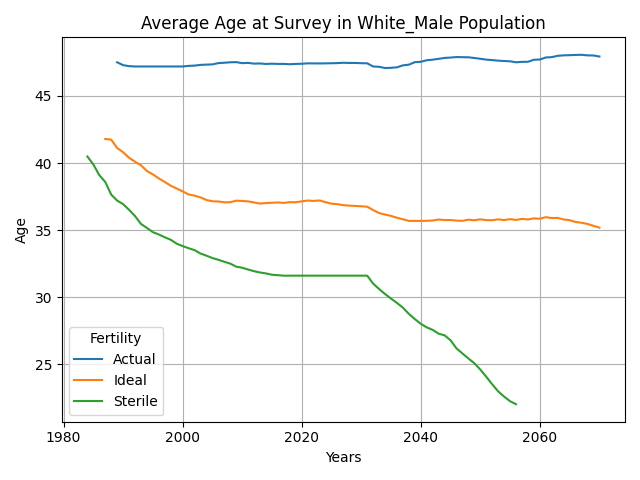 Average Age at Survey in White_Male Population
Age
45
40
35
30
25
Fertility
Actual
Ideal
Sterile
1980
2000
2020
2040
2060
Years